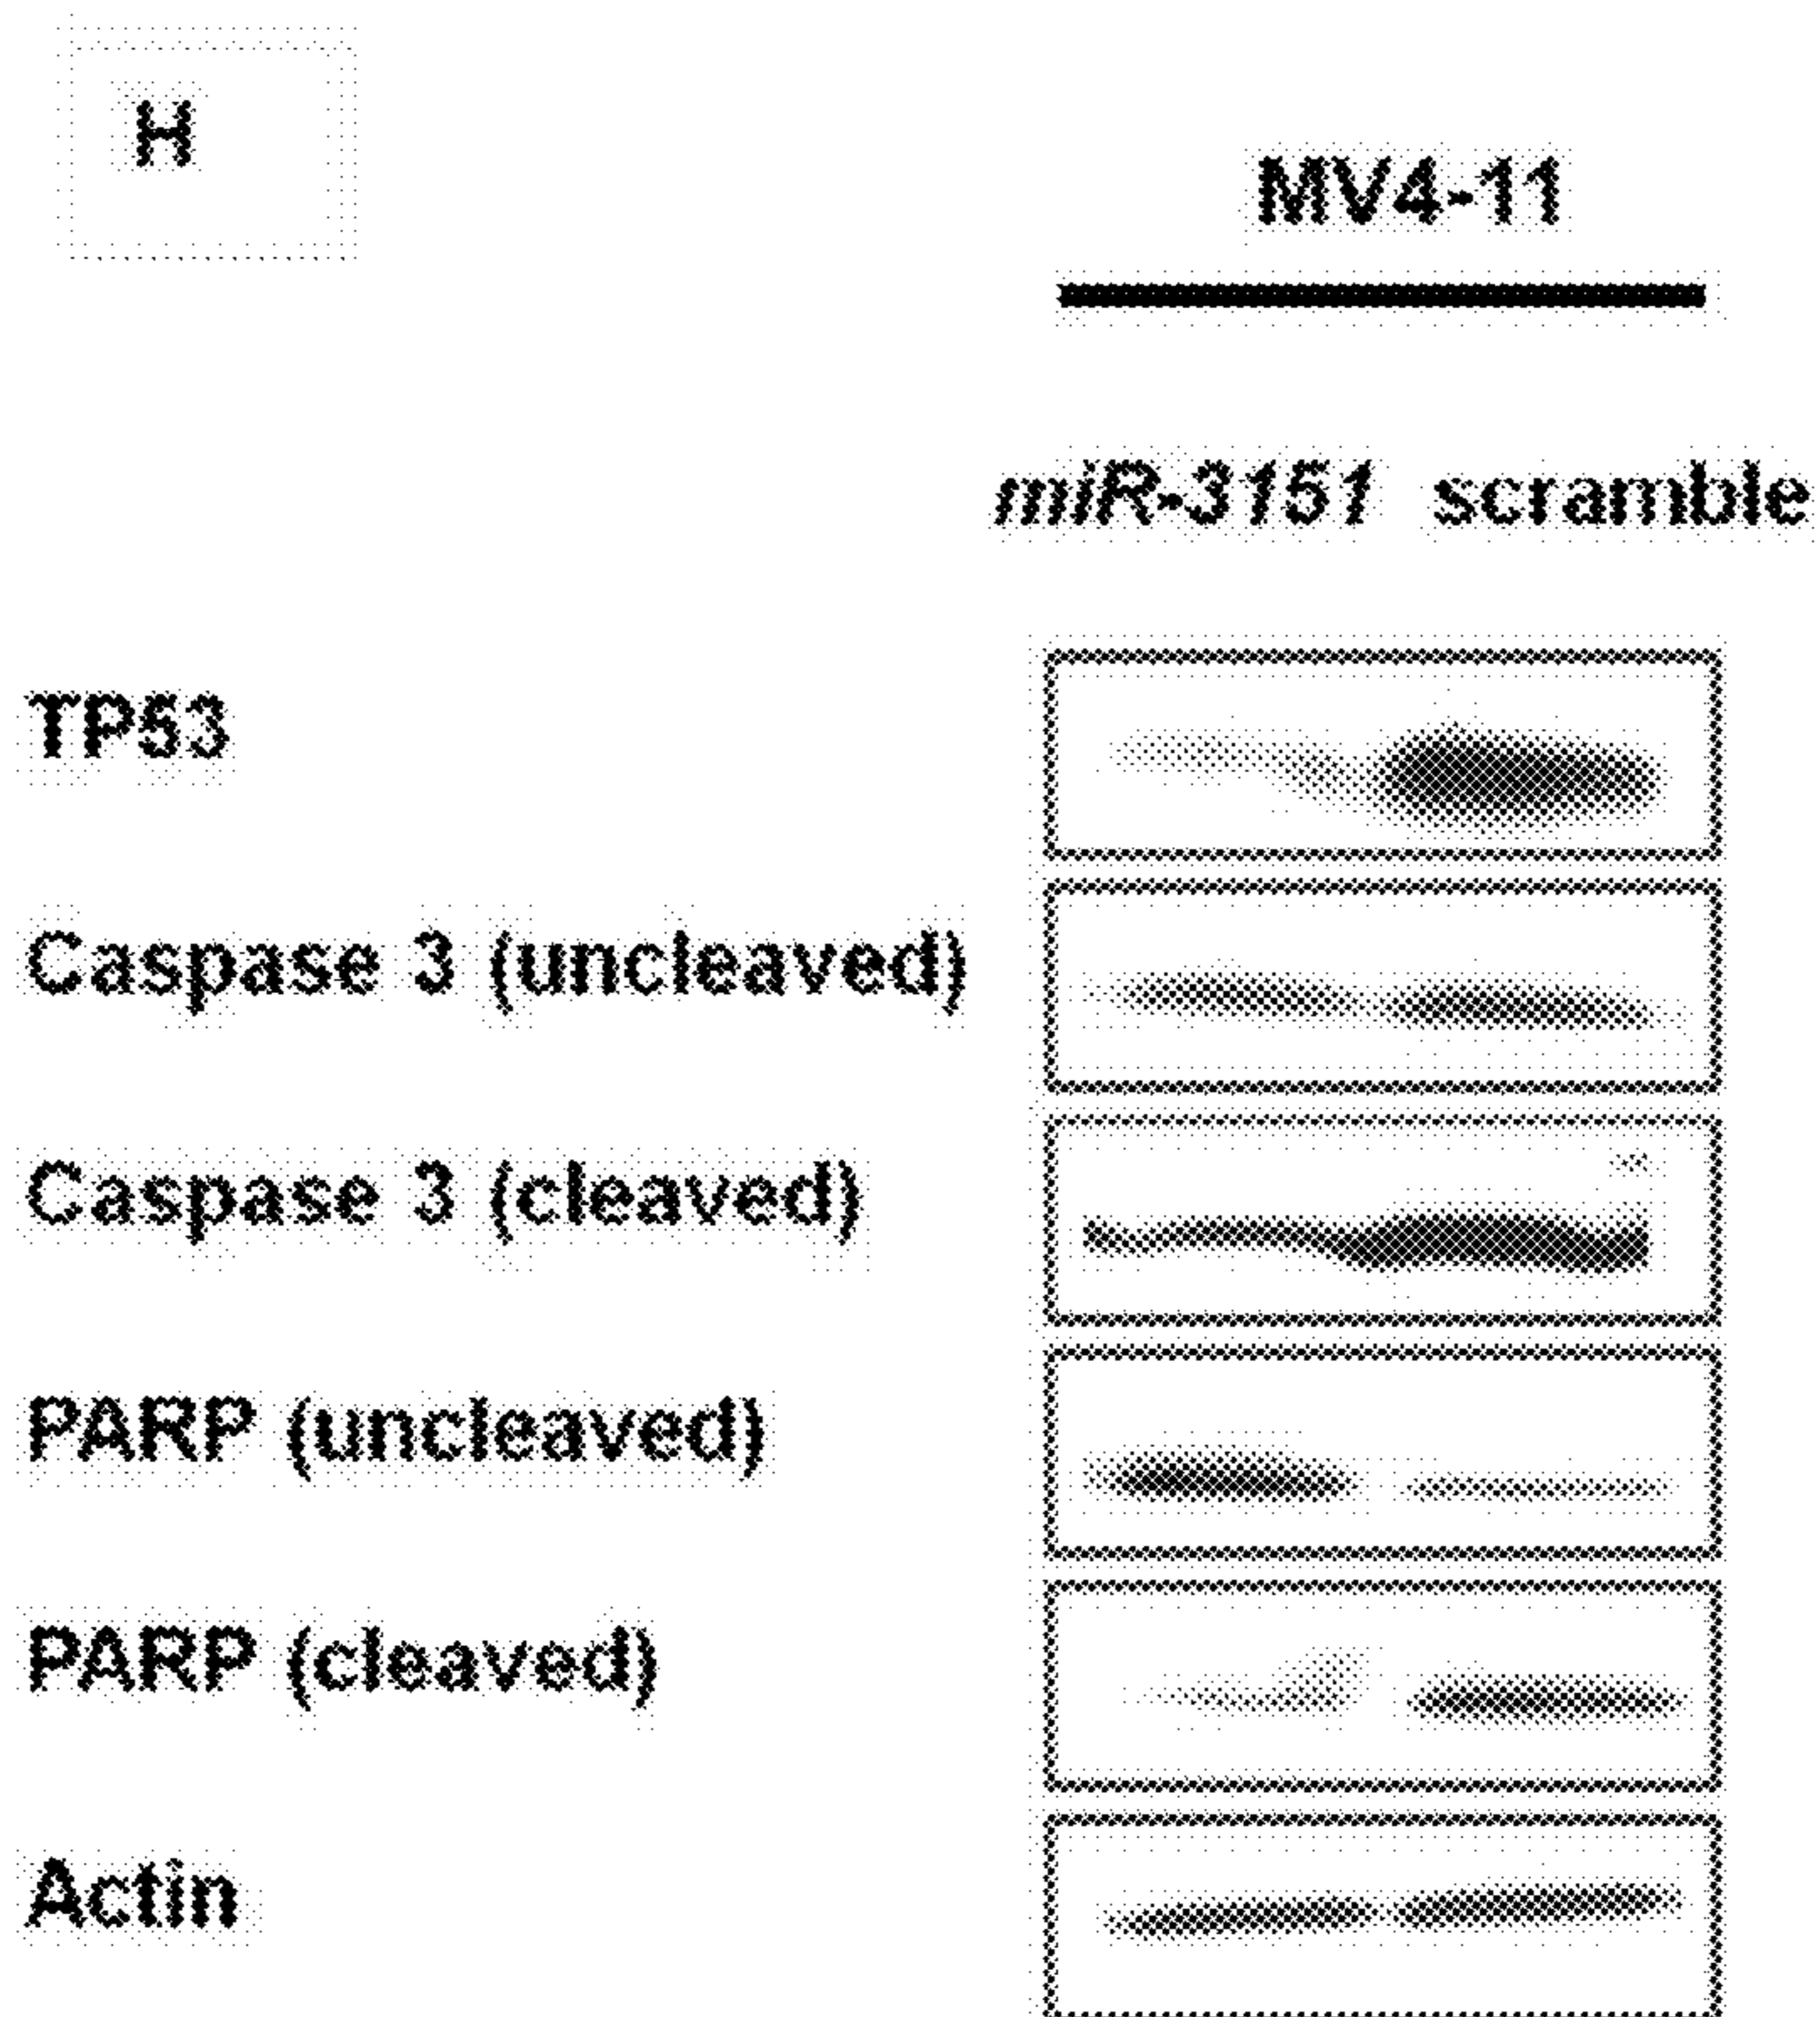 H
MV4-11
miR-3151 scramble
TP53
Caspase 3 (uncleaved)
Caspase 3 (cleaved)
PARP (uncleaved)
PARP (cleaved)
Actin